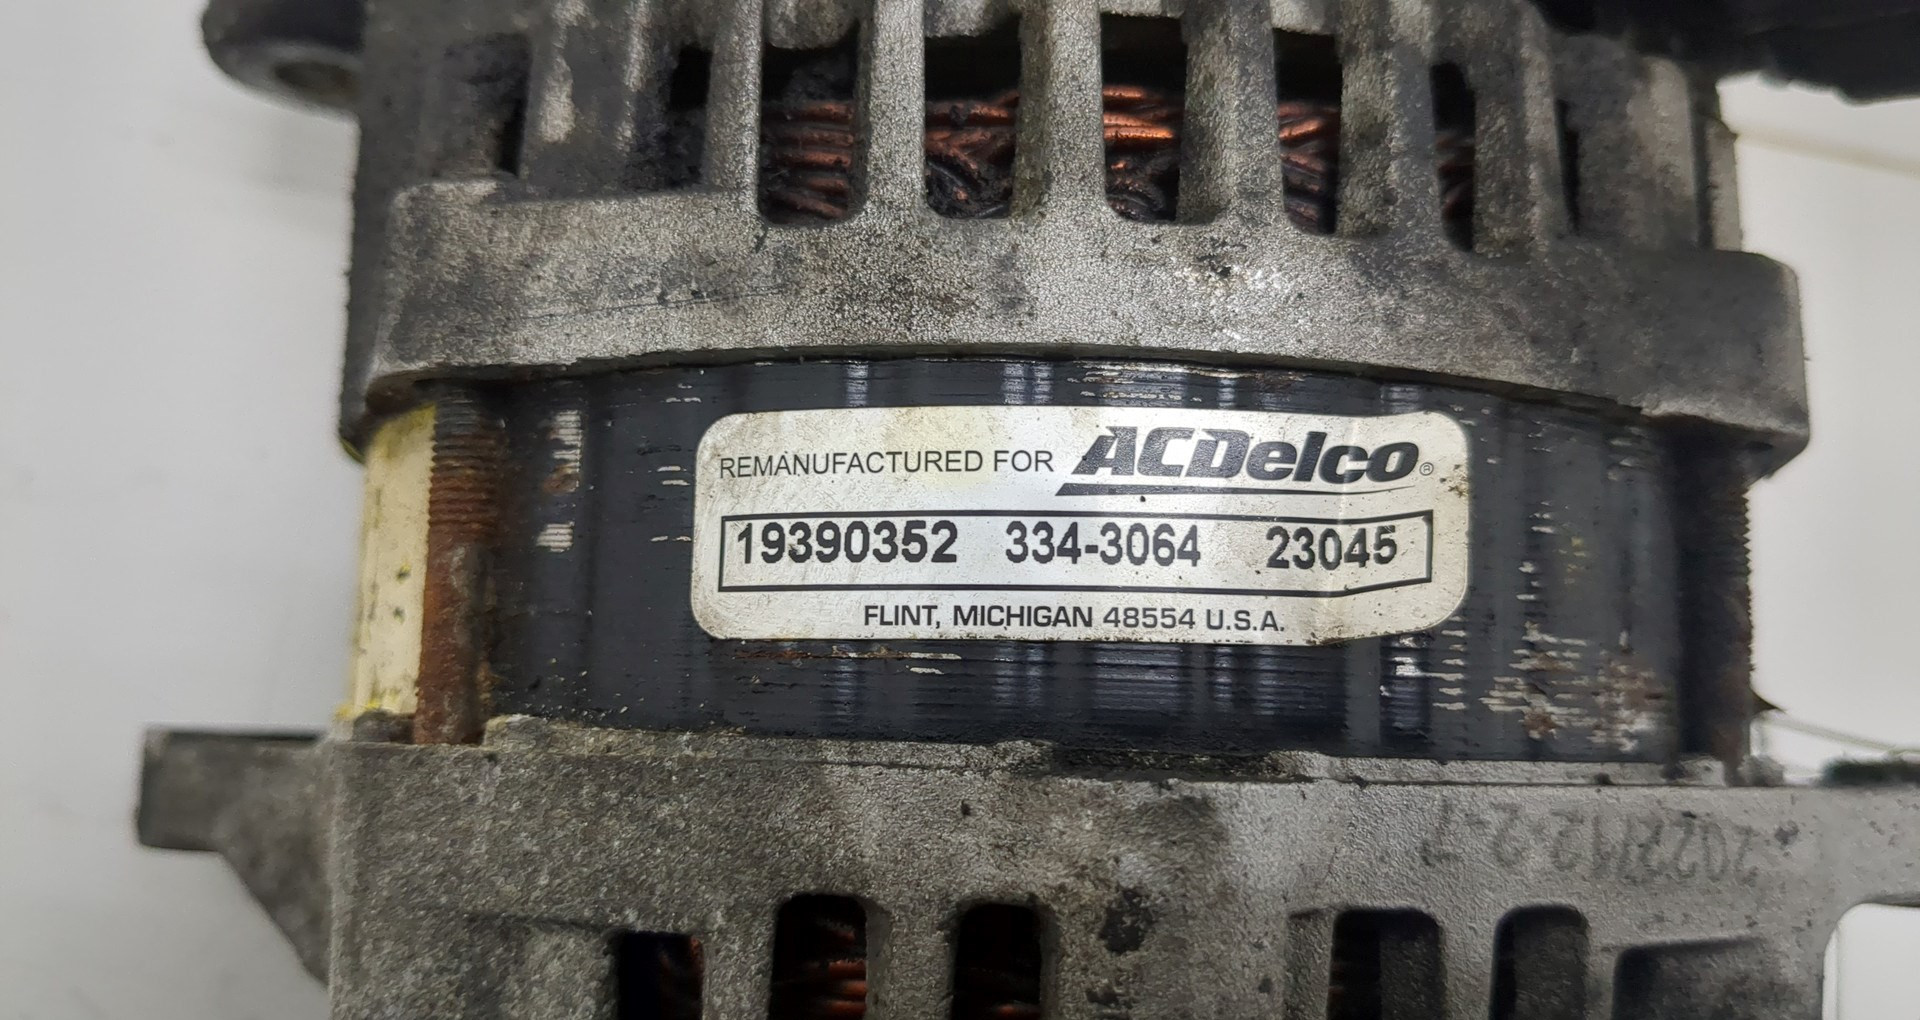 REMANUFACTURED FOR ACDelco®
19390352 334-3064 23045
FLINT, MICHIGAN 48554 U.S.A.